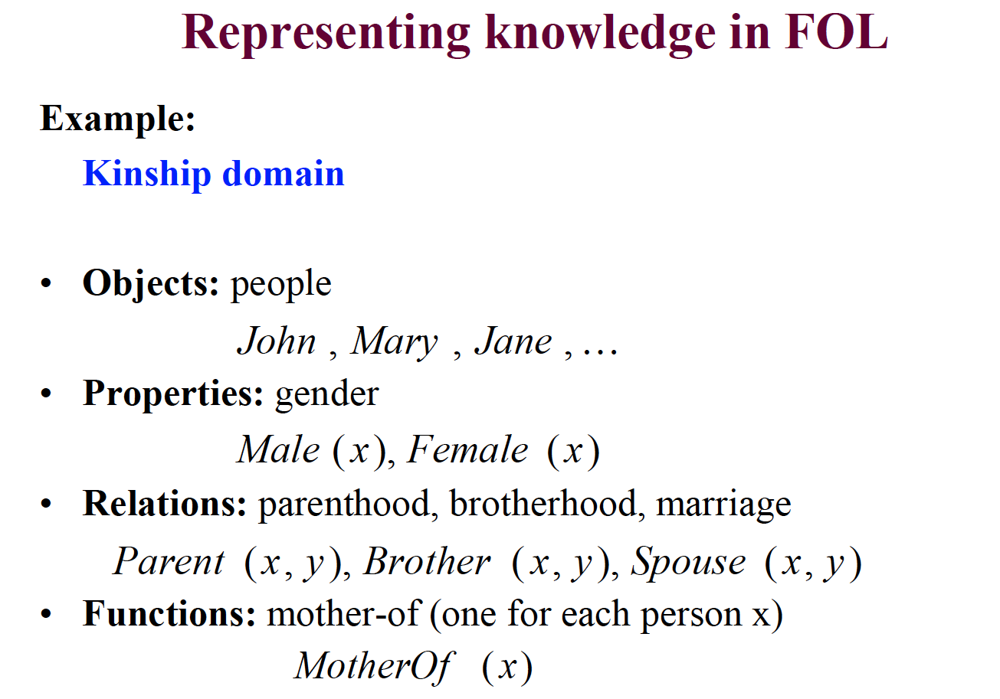 Representing knowledge in FOL
Example:
Kinship domain
• Objects: people
John , Mary , Jane , …
• Properties: gender
Male (x), Female (x)
• Relations: parenthood, brotherhood, marriage
Parent (x, y), Brother (x, y), Spouse (x, y)
• Functions: mother-of (one for each person x)
MotherOf (x)